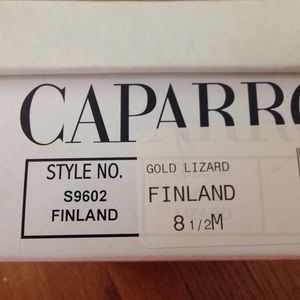 CAPARRO
STYLE NO.
S9602
FINLAND
GOLD LIZARD
FINLAND
8 1/2M